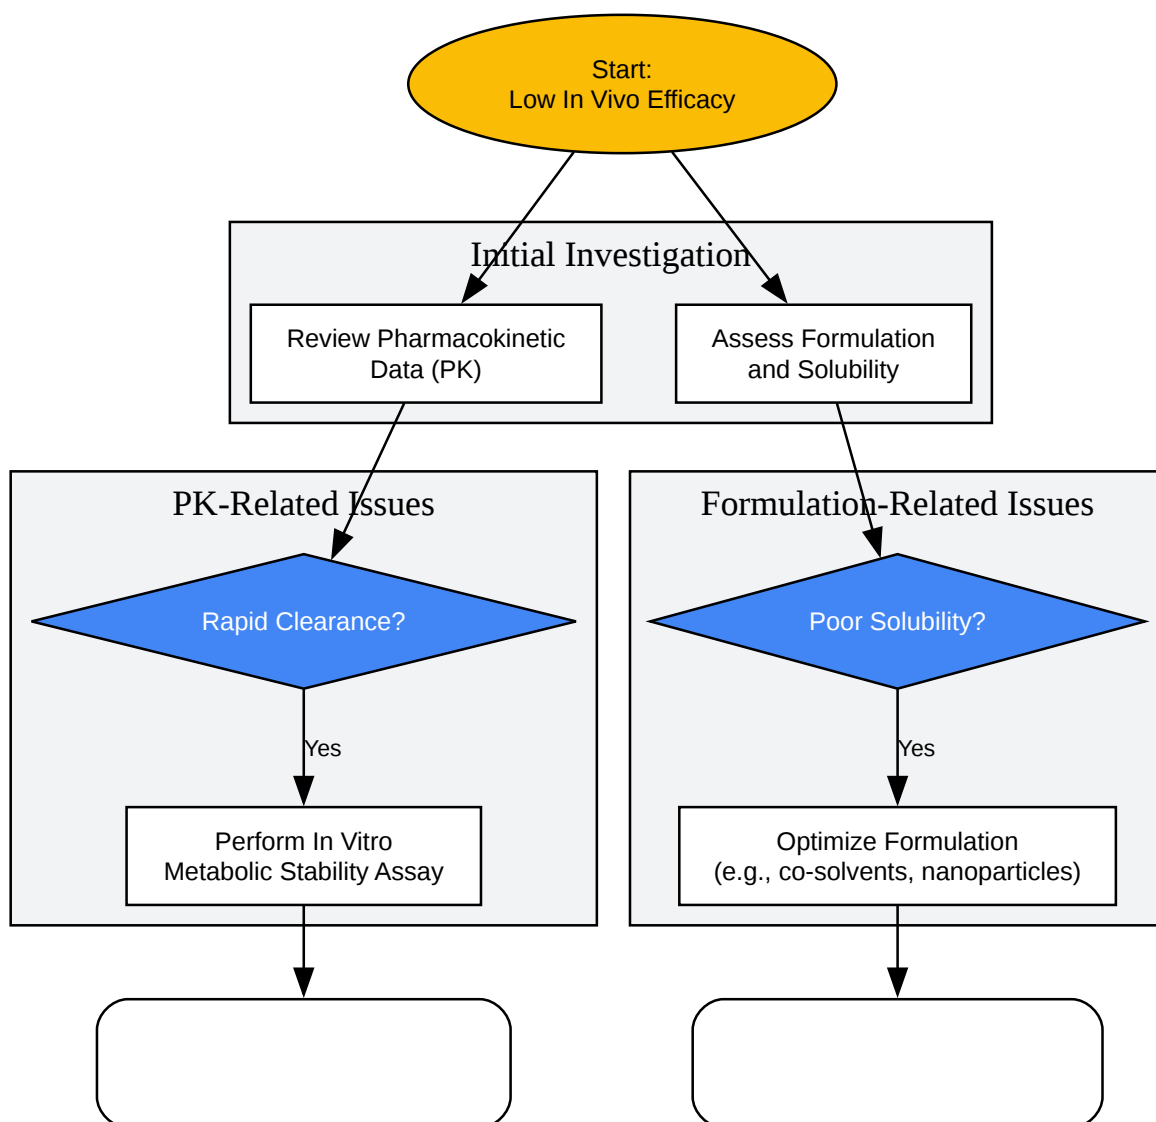 Start:
Low In Vivo Efficacy
Initial Investigation
Review Pharmacokinetic
Data (PK)
Assess Formulation
and Solubility
PK-Related Issues
Formulation-Related Issues
Rapid Clearance?
Poor Solubility?
Yes
Yes
Perform In Vitro
Metabolic Stability Assay
Optimize Formulation
(e.g., co-solvents, nanoparticles)